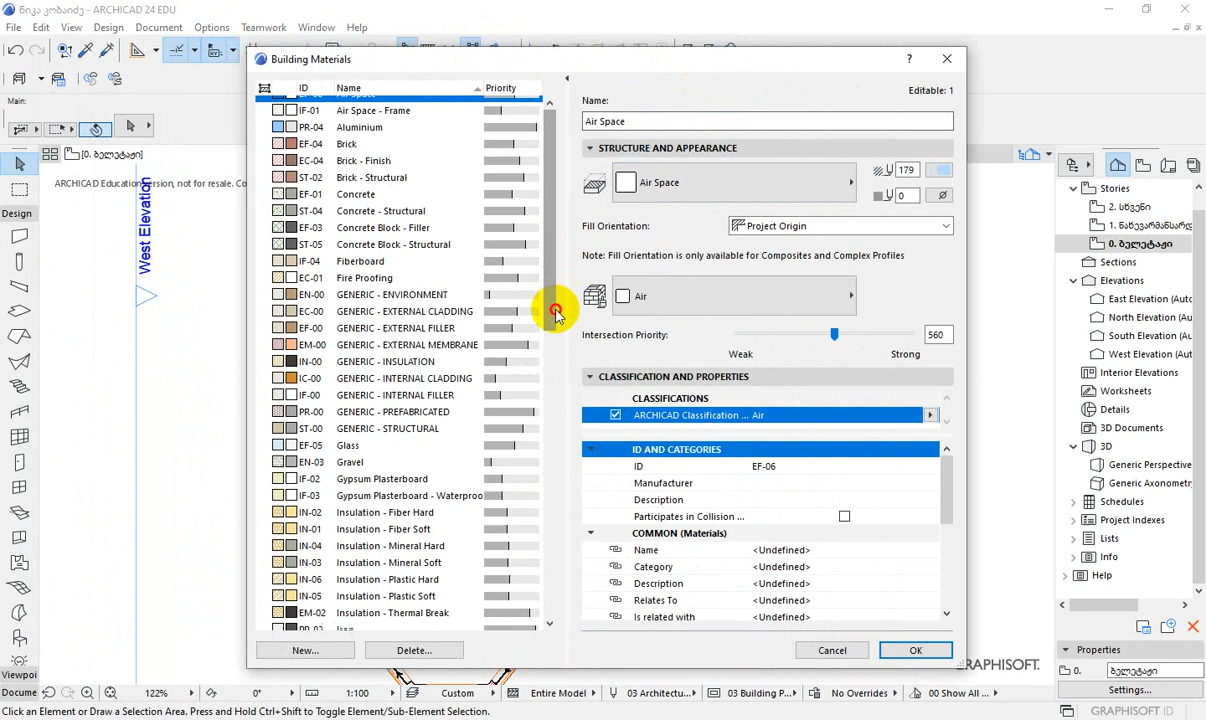 ნიკა კობაიძე - ARCHICAD 24 EDU
File Edit View Design Document Options Teamwork Window Help
Main:
[0. ბელეტაჟი]
ARCHICAD Education version, not for resale. Co
West Elevation
Design
Viewpoi
Docume
Building Materials
ID Name Priority
IF-01 Air Space - Frame
PR-04 Aluminium
EF-04 Brick
EC-04 Brick - Finish
ST-02 Brick - Structural
EF-01 Concrete
ST-04 Concrete - Structural
EF-03 Concrete Block - Filler
ST-05 Concrete Block - Structural
IF-04 Fiberboard
EC-01 Fire Proofing
EN-00 GENERIC - ENVIRONMENT
EC-00 GENERIC - EXTERNAL CLADDING
EF-00 GENERIC - EXTERNAL FILLER
EM-00 GENERIC - EXTERNAL MEMBRANE
IN-00 GENERIC - INSULATION
IC-00 GENERIC - INTERNAL CLADDING
IF-00 GENERIC - INTERNAL FILLER
PR-00 GENERIC - PREFABRICATED
ST-00 GENERIC - STRUCTURAL
EF-05 Glass
EN-03 Gravel
IF-02 Gypsum Plasterboard
IF-03 Gypsum Plasterboard - Waterproo
IN-02 Insulation - Fiber Hard
IN-01 Insulation - Fiber Soft
IN-04 Insulation - Mineral Hard
IN-03 Insulation - Mineral Soft
IN-06 Insulation - Plastic Hard
IN-05 Insulation - Plastic Soft
EM-02 Insulation - Thermal Break
New... Delete...
Editable: 1
Name:
Air Space
STRUCTURE AND APPEARANCE
Air Space 179
0
Fill Orientation: Project Origin
Note: Fill Orientation is only available for Composites and Complex Profiles
Air
Intersection Priority: 560
Weak Strong
CLASSIFICATION AND PROPERTIES
CLASSIFICATIONS
ARCHICAD Classification ... Air
ID AND CATEGORIES
ID EF-06
Manufacturer
Description
Participates in Collision ...
COMMON (Materials)
Name <Undefined>
Category <Undefined>
Description <Undefined>
Relates To <Undefined>
Is related with <Undefined>
Cancel OK
Stories
2. სხვენი
1. ნახევარმანსარდ
0. ბელეტაჟი
Sections
Elevations
East Elevation (Aut
North Elevation (Au
South Elevation (Au
West Elevation (Aut
Interior Elevations
Worksheets
Details
3D Documents
3D
Generic Perspective
Generic Axonometry
Schedules
Project Indexes
Lists
Info
Help
Properties
0. ბელეტაჟი
Settings...
GRAPHISOFT.
122% 0° 1:100 Custom Entire Model 03 Architectu... 03 Building P... No Overrides 00 Show All ...
Click an Element or Draw a Selection Area. Press and Hold Ctrl+Shift to Toggle Element/Sub-Element Selection.
GRAPHISOFT ID